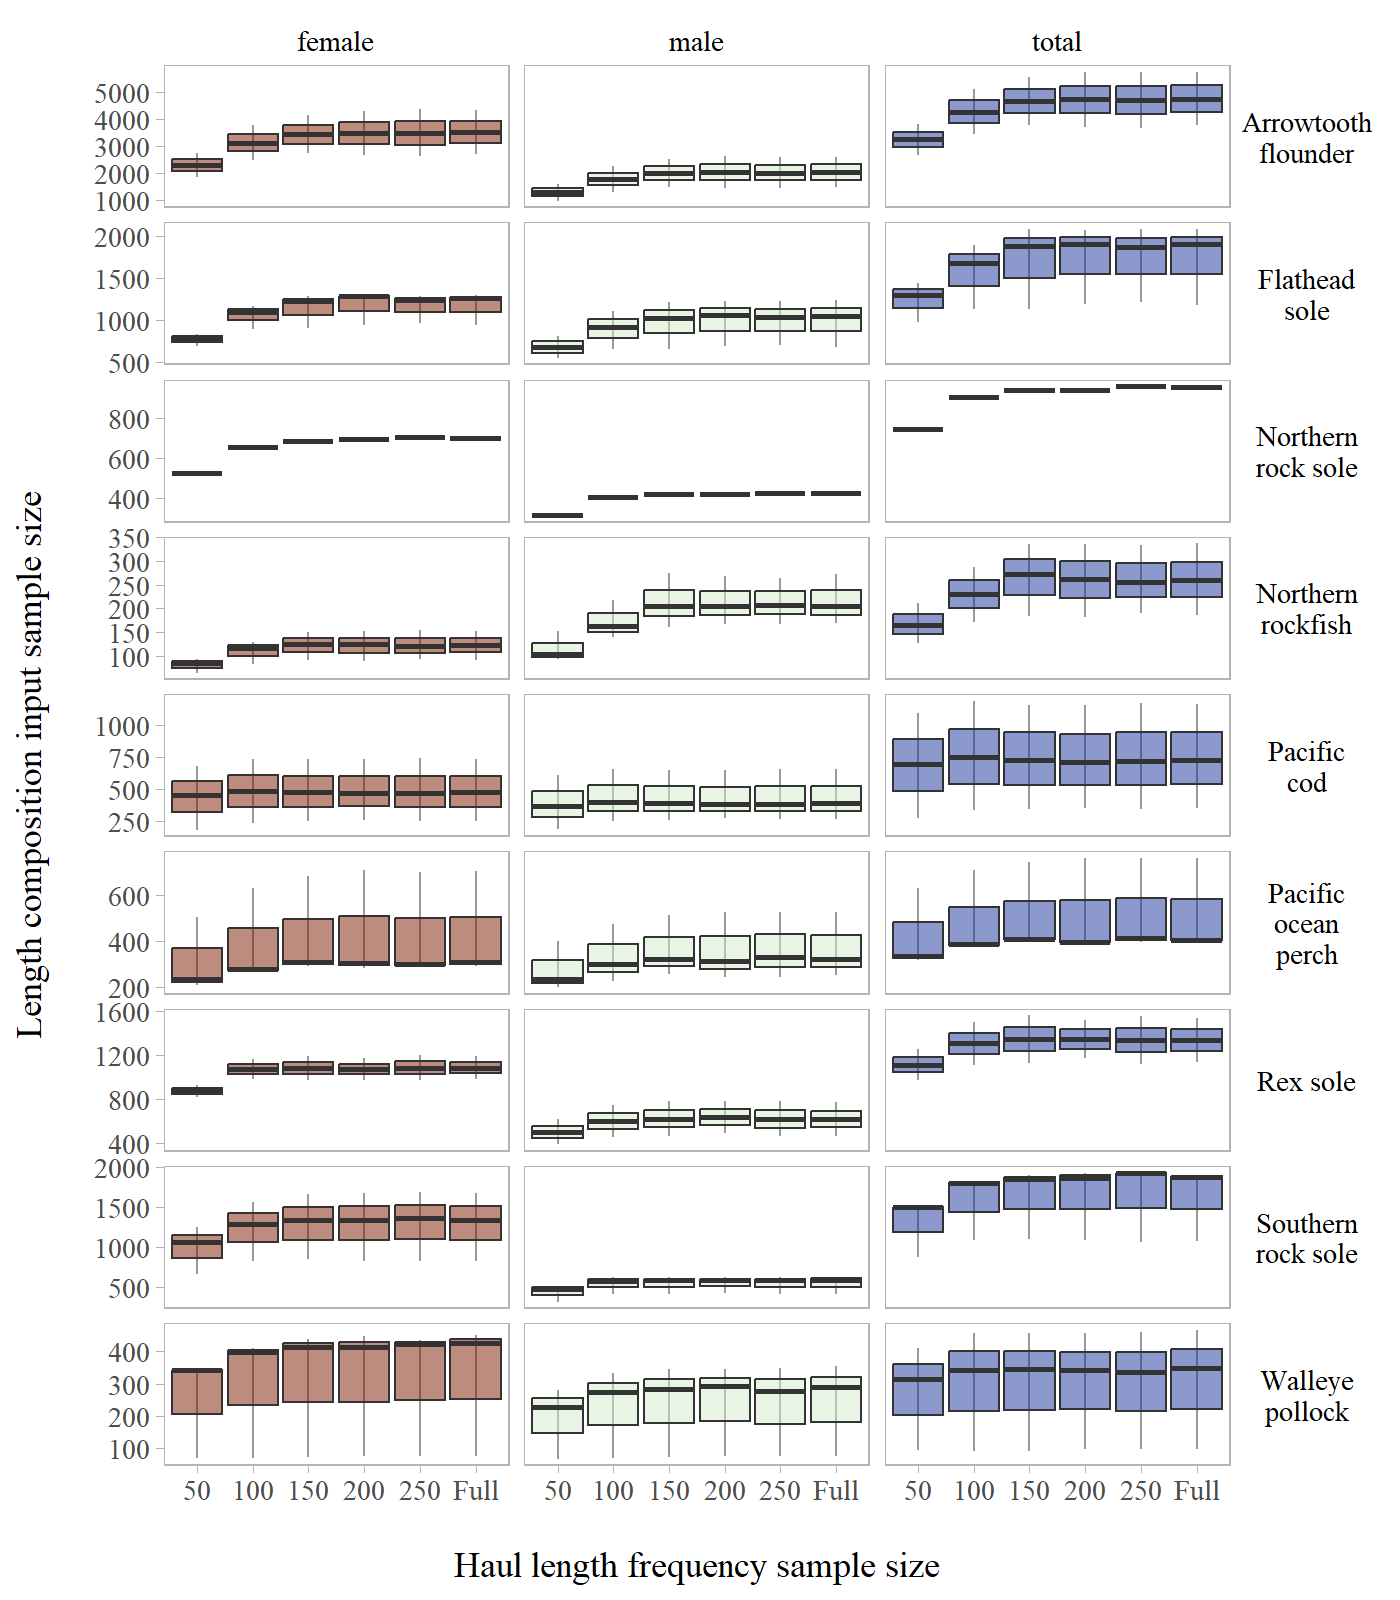 female male total
5000
4000
3000
2000
1000
Arrowtooth
flounder
2000
1500
1000
500
Flathead
sole
800
600
400
Northern
rock sole
350
300
250
200
150
100
Northern
rockfish
1000
750
500
250
Pacific
cod
600
400
200
Pacific
ocean
perch
1600
1200
800
400
Rex sole
2000
1500
1000
500
Southern
rock sole
400
300
200
100
Walleye
pollock
Length composition input sample size
50 100 150 200 250 Full 50 100 150 200 250 Full 50 100 150 200 250 Full
Haul length frequency sample size